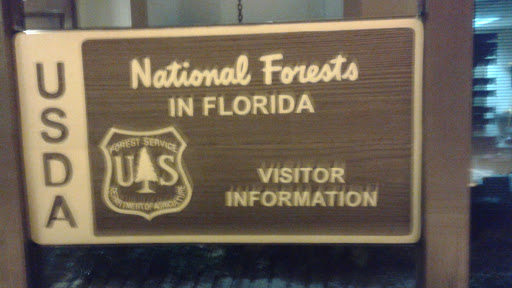 USDA
National Forests
IN FLORIDA
FOREST SERVICE
US
DEPARTMENT OF AGRICULTURE
VISITOR
INFORMATION